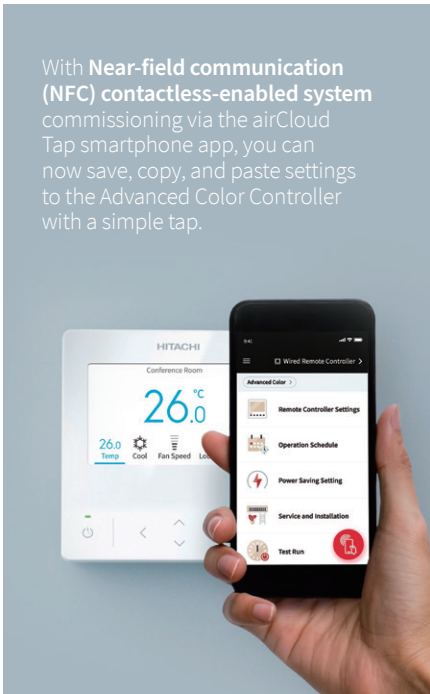 With Near-field communication
(NFC) contactless-enabled system
commissioning via the airCloud
Tap smartphone app, you can
now save, copy, and paste settings
to the Advanced Color Controller
with a simple tap.
HITACHI
Conference Room
26.0 °C
26.0
Temp Cool Fan Speed
9:41
Wired Remote Controller >
Advanced Color >
Remote Controller Settings
Operation Schedule
Power Saving Setting
Service and Installation
Test Run